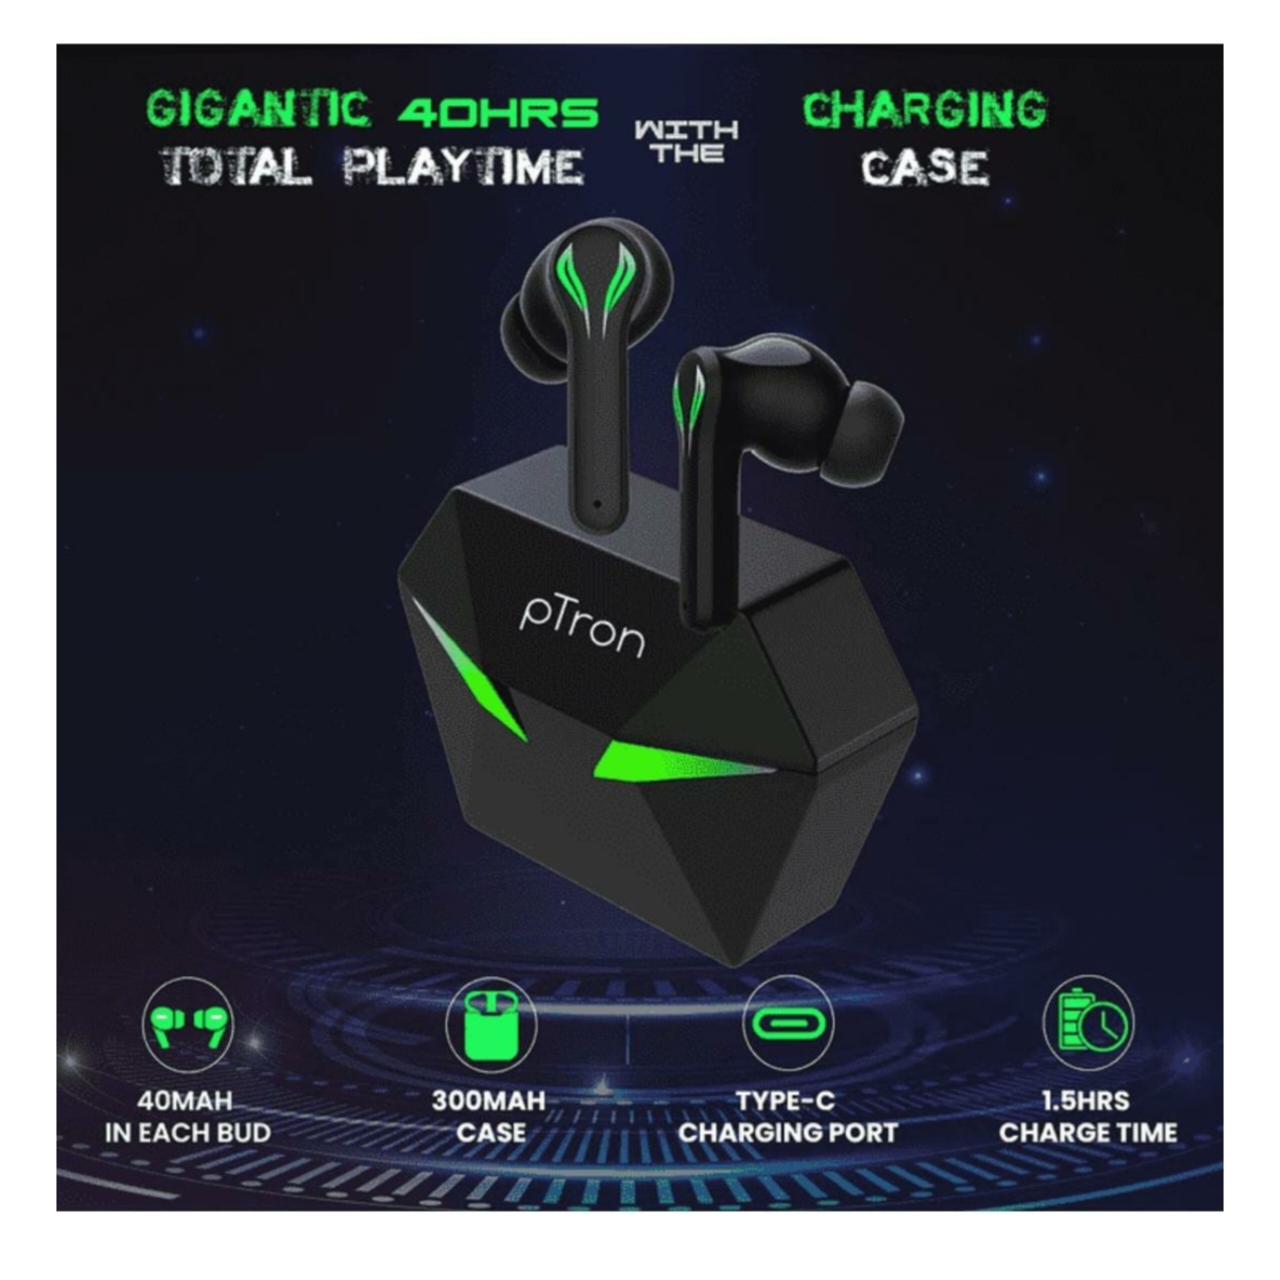 GIGANTIC 40HRS
TOTAL PLAYTIME
WITH
THE
CHARGING
CASE
pTron
40MAH
IN EACH BUD
300MAH
CASE
TYPE-C
CHARGING PORT
1.5HRS
CHARGE TIME